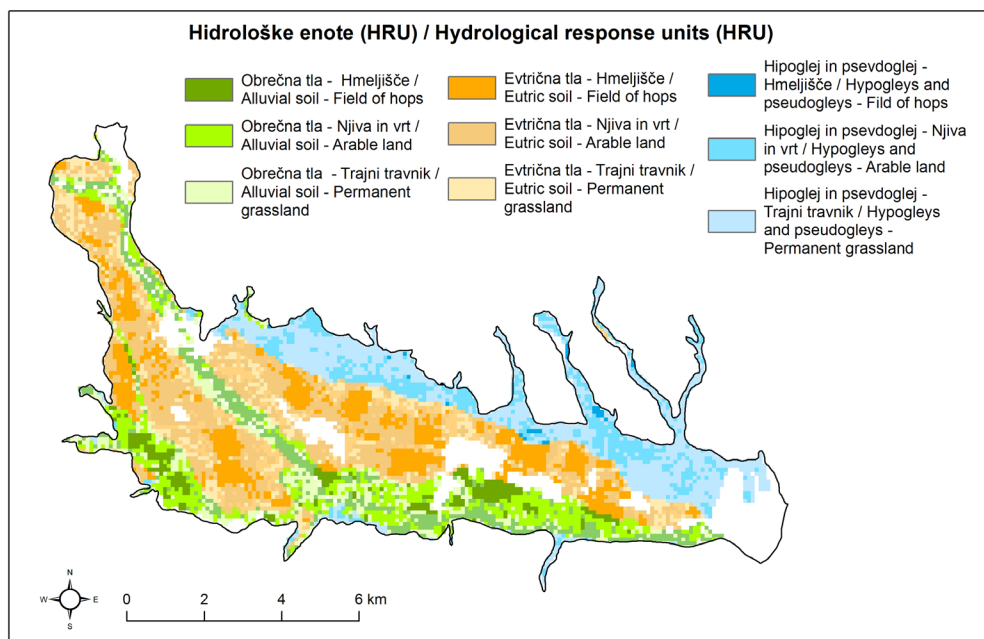 Hidrološke enote (HRU) / Hydrological response units (HRU)
Obrečna tla - Hmeljišče /
Alluvial soil - Field of hops
Obrečna tla - Njiva in vrt /
Alluvial soil - Arable land
Obrečna tla - Trajni travnik /
Alluvial soil - Permanent
grassland
Evtrična tla - Hmeljišče /
Eutric soil - Field of hops
Evtrična tla - Njiva in vrt /
Eutric soil - Arable land
Evtrična tla - Trajni travnik /
Eutric soil - Permanent
grassland
Hipoglej in psevdoglej -
Hmeljišče / Hypogleys and
pseudogleys - Fild of hops
Hipoglej in psevdoglej - Njiva
in vrt / Hypogleys and
pseudogleys - Arable land
Hipoglej in psevdoglej -
Trajni travnik / Hypogleys
and pseudogleys -
Permanent grassland
N
W E
S
0 2 4 6 km